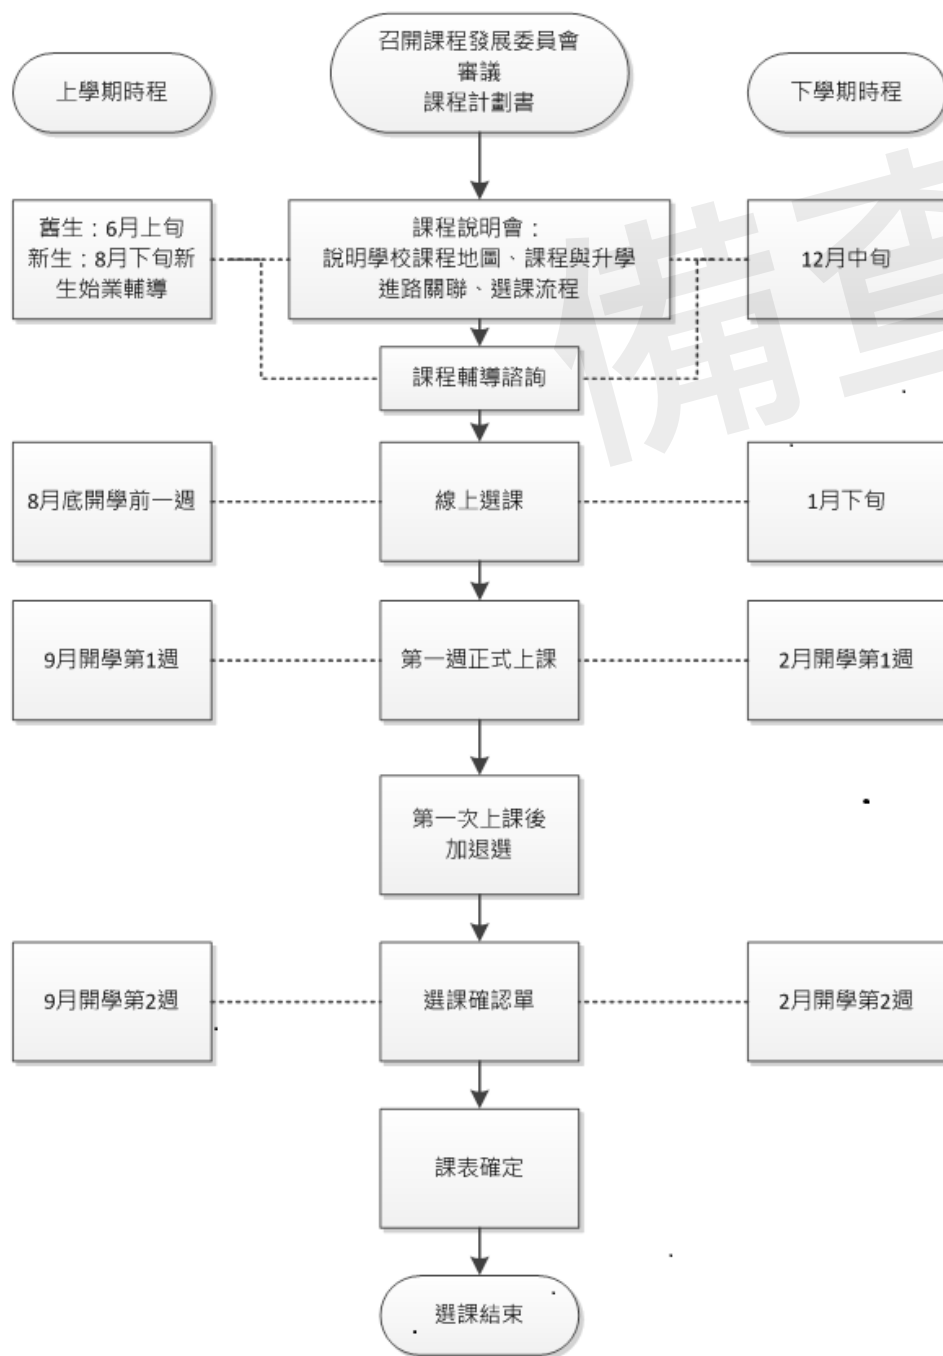 召開課程發展委員會
審議
課程計劃書
上學期時程
下學期時程
舊生：6月上旬
新生：8月下旬新
生始業輔導
課程說明會：
說明學校課程地圖、課程與升學
進路關聯、選課流程
12月中旬
課程輔導諮詢
8月底開學前一週
線上選課
1月下旬
9月開學第1週
第一週正式上課
2月開學第1週
第一次上課後
加退選
9月開學第2週
選課確認單
2月開學第2週
課表確定
選課結束
備查